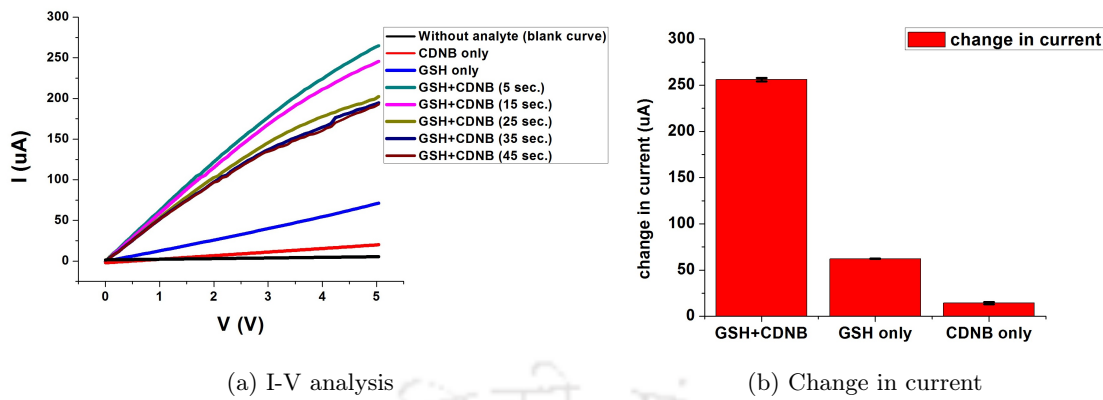 300
250
200
150
100
50
0
I (uA)
0 1 2 3 4 5
V (V)
Without analyte (blank curve)
CDNB only
GSH only
GSH+CDNB (5 sec.)
GSH+CDNB (15 sec.)
GSH+CDNB (25 sec.)
GSH+CDNB (35 sec.)
GSH+CDNB (45 sec.)
(a) I-V analysis
300
250
200
150
100
50
0
change in current (uA)
change in current
GSH+CDNB GSH only CDNB only
(b) Change in current